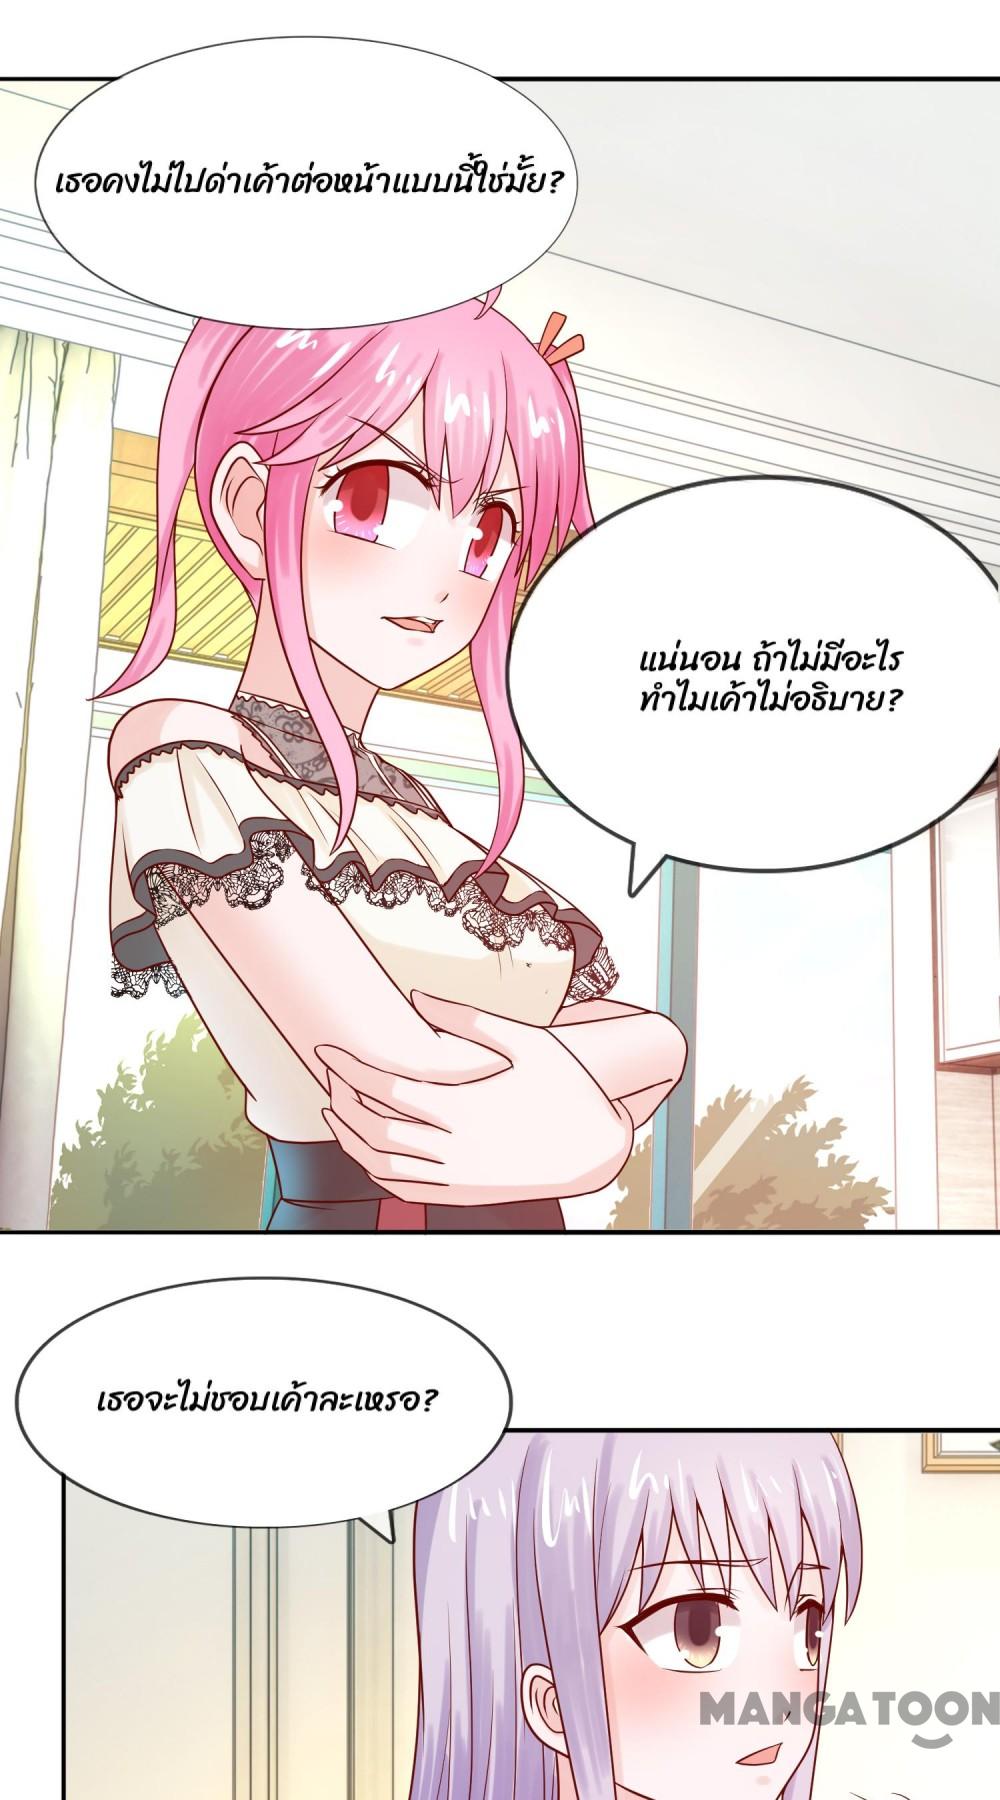 เธอคงไม่ไปด่าเค้าต่อหน้าแบบนี้ใช่มั้ย?
แน่นอน ถ้าไม่มีอะไร
ทำไมเค้าไม่อธิบาย?
เธอจะไม่ชอบเค้าละเหรอ?
MANGATOON